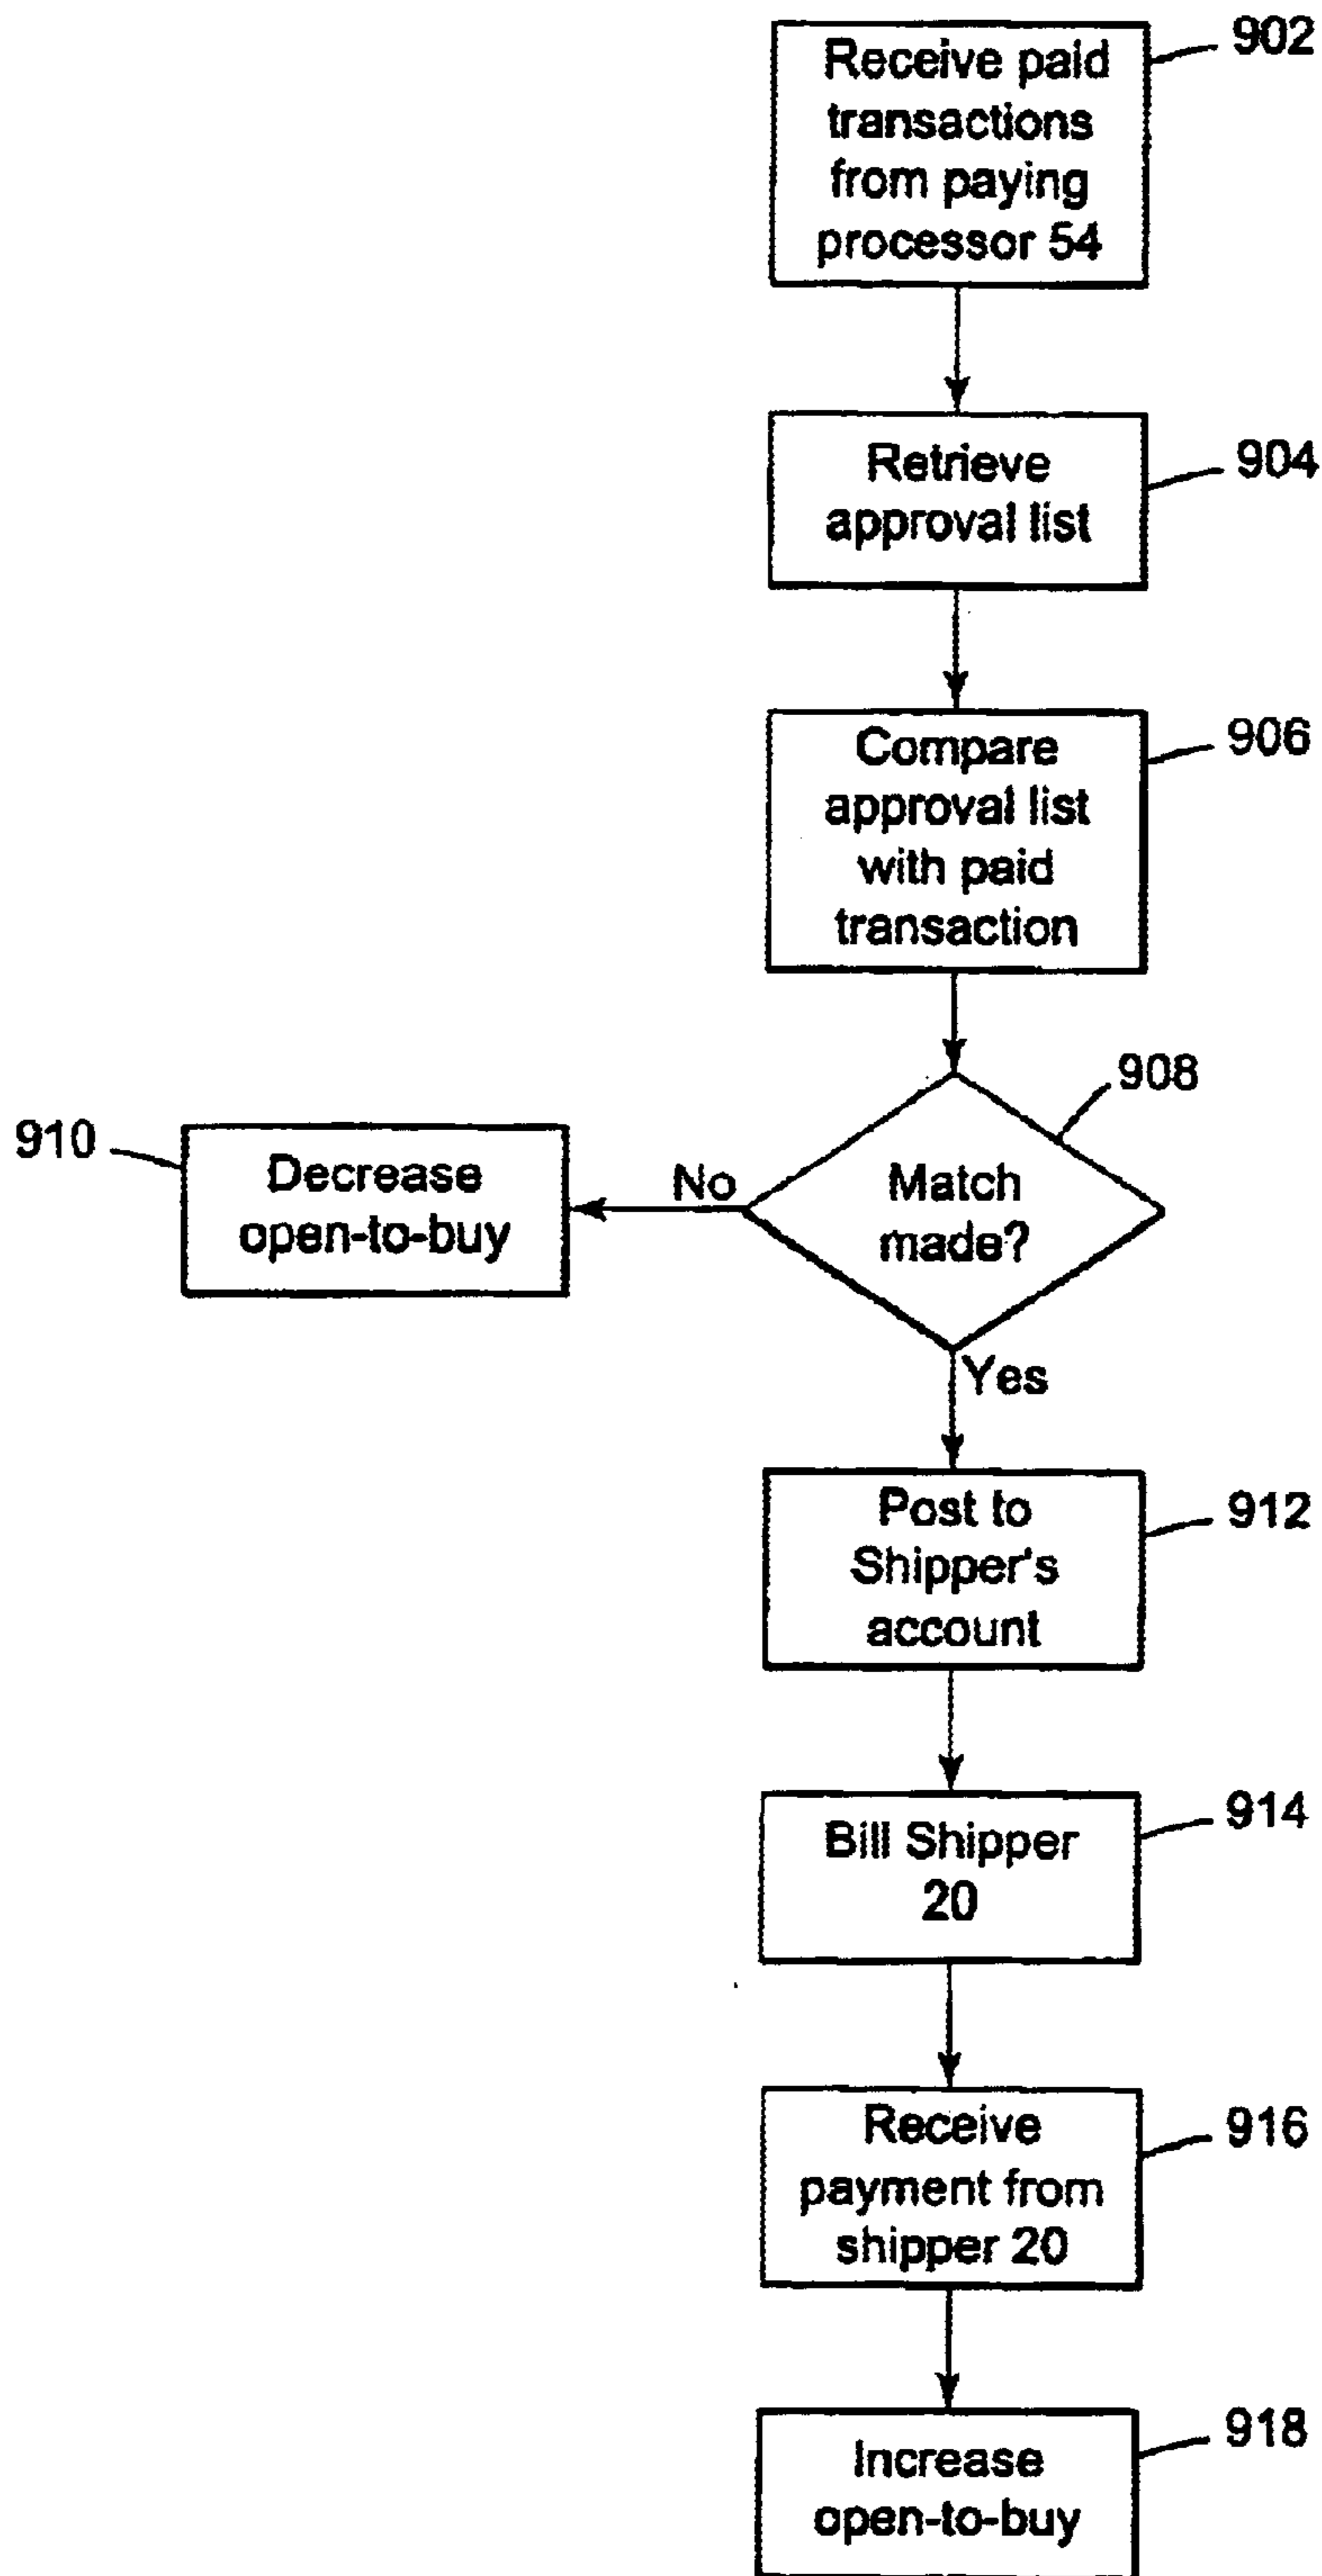 Receive paid
transactions
from paying
processor 54
902
Retrieve
approval list
904
Compare
approval list
with paid
transaction
906
Match
made?
908
No
910
Decrease
open-to-buy
Yes
Post to
Shipper's
account
912
Bill Shipper
20
914
Receive
payment from
shipper 20
916
Increase
open-to-buy
918